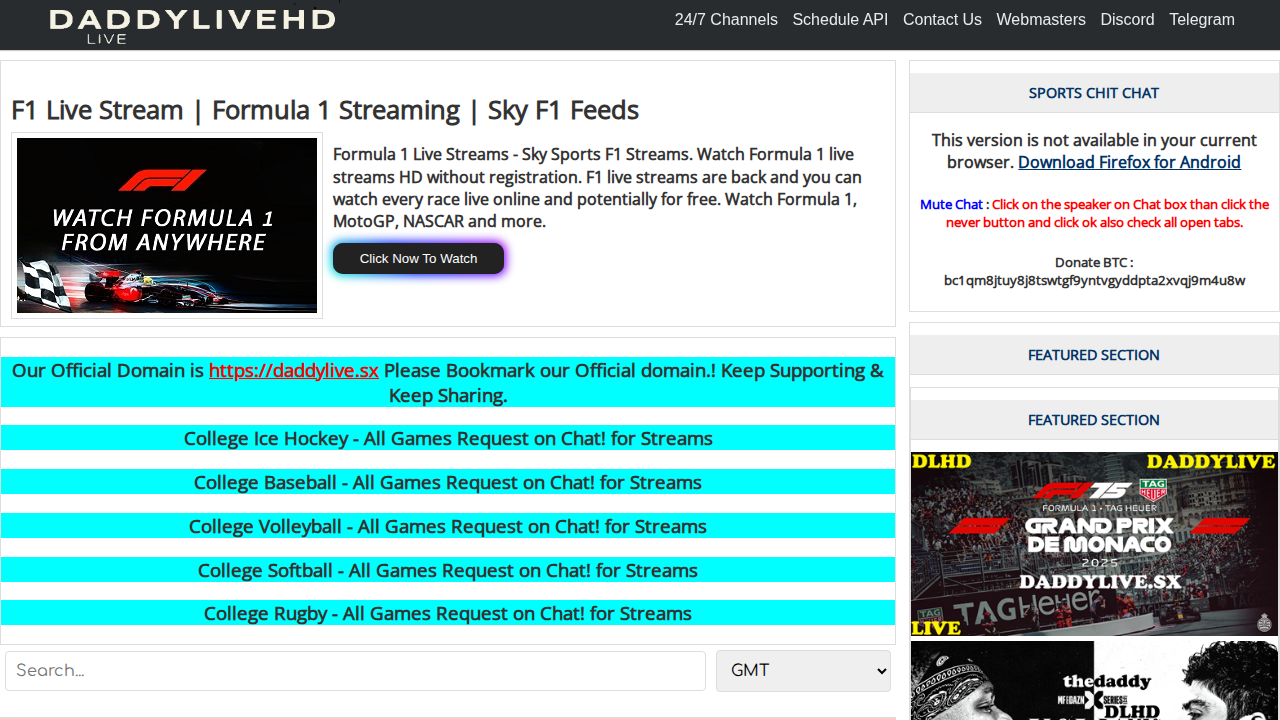 DADDYLIVEHD
LIVE
24/7 Channels Schedule API Contact Us Webmasters Discord Telegram
F1 Live Stream | Formula 1 Streaming | Sky F1 Feeds
WATCH FORMULA 1
FROM ANYWHERE
Formula 1 Live Streams - Sky Sports F1 Streams. Watch Formula 1 live
streams HD without registration. F1 live streams are back and you can
watch every race live online and potentially for free. Watch Formula 1,
MotoGP, NASCAR and more.
Click Now To Watch
Our Official Domain is https://daddylive.sx Please Bookmark our Official domain.! Keep Supporting &
Keep Sharing.
College Ice Hockey - All Games Request on Chat! for Streams
College Baseball - All Games Request on Chat! for Streams
College Volleyball - All Games Request on Chat! for Streams
College Softball - All Games Request on Chat! for Streams
College Rugby - All Games Request on Chat! for Streams
Search...
GMT
SPORTS CHIT CHAT
This version is not available in your current
browser. Download Firefox for Android
Mute Chat : Click on the speaker on Chat box than click the
never button and click ok also check all open tabs.
Donate BTC :
bc1qm8jtuy8j8tswtgf9yntvgyddpta2xvqj9m4u8w
FEATURED SECTION
FEATURED SECTION
DLHD DADDYLIVE
F1 75 TAG HEUER
FORMULA 1 · TAG HEUER
GRAND PRIX
DE MONACO
2025
DADDYLIVE.SX
TAGHeuer
LIVE
thedaddy
MF|DAZN X SERIES
DLHD